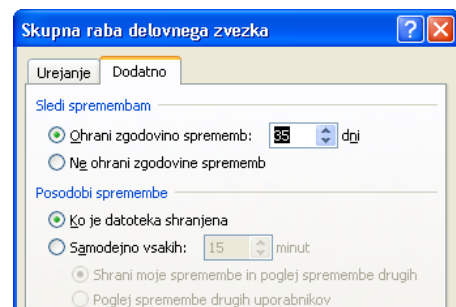 Skupna raba delovnega zvezka
Urejanje Dodatno
Sledi spremembam
Ohrani zgodovino sprememb: 35 dni
Ne ohrani zgodovine sprememb
Posodobi spremembe
Ko je datoteka shranjena
Samodejno vsakih: 15 minut
Shrani moje spremembe in poglej spremembe drugih
Poglej spremembe drugih uporabnikov